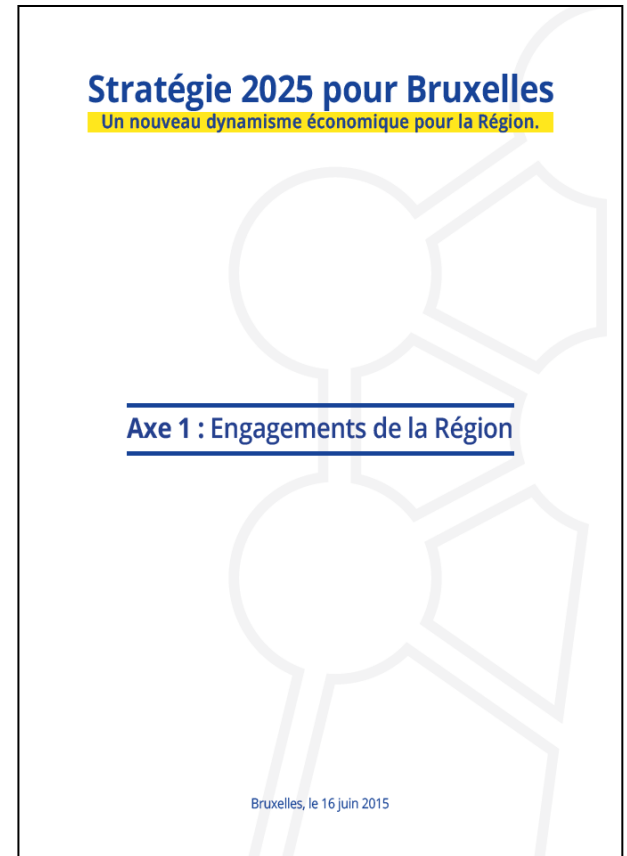 Stratégie 2025 pour Bruxelles
Un nouveau dynamisme économique pour la Région.
Axe 1 : Engagements de la Région
Bruxelles, le 16 juin 2015